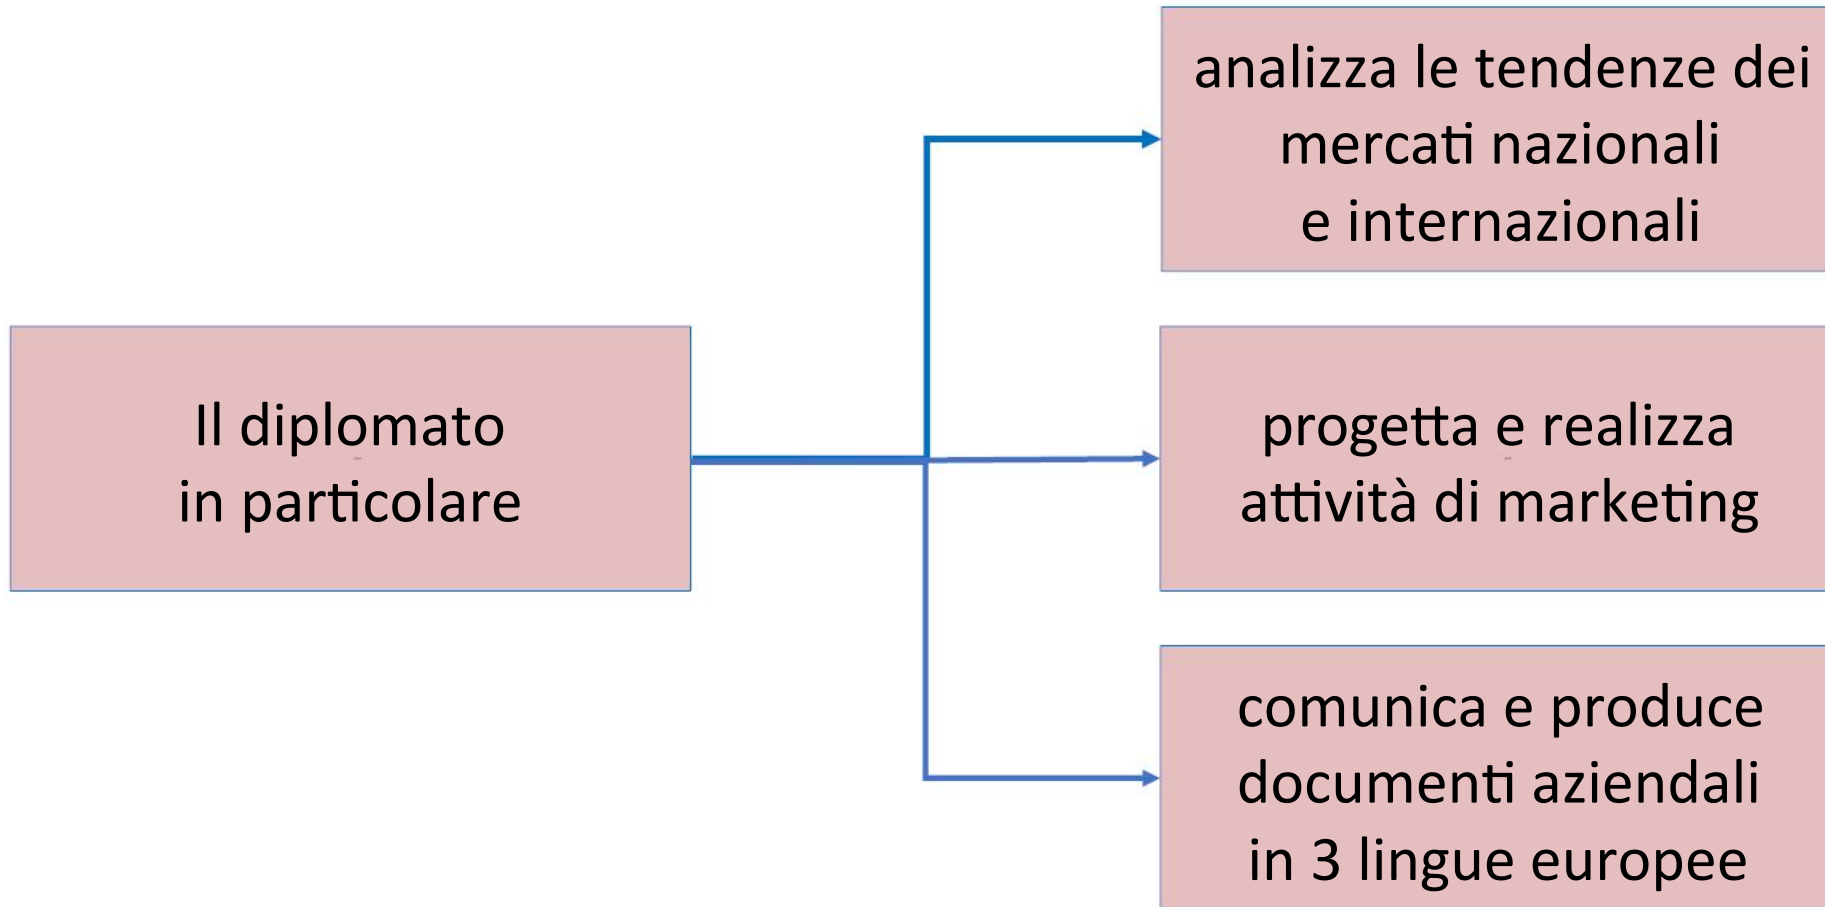 Il diplomato
in particolare
analizza le tendenze dei
mercati nazionali
e internazionali
progetta e realizza
attività di marketing
comunica e produce
documenti aziendali
in 3 lingue europee